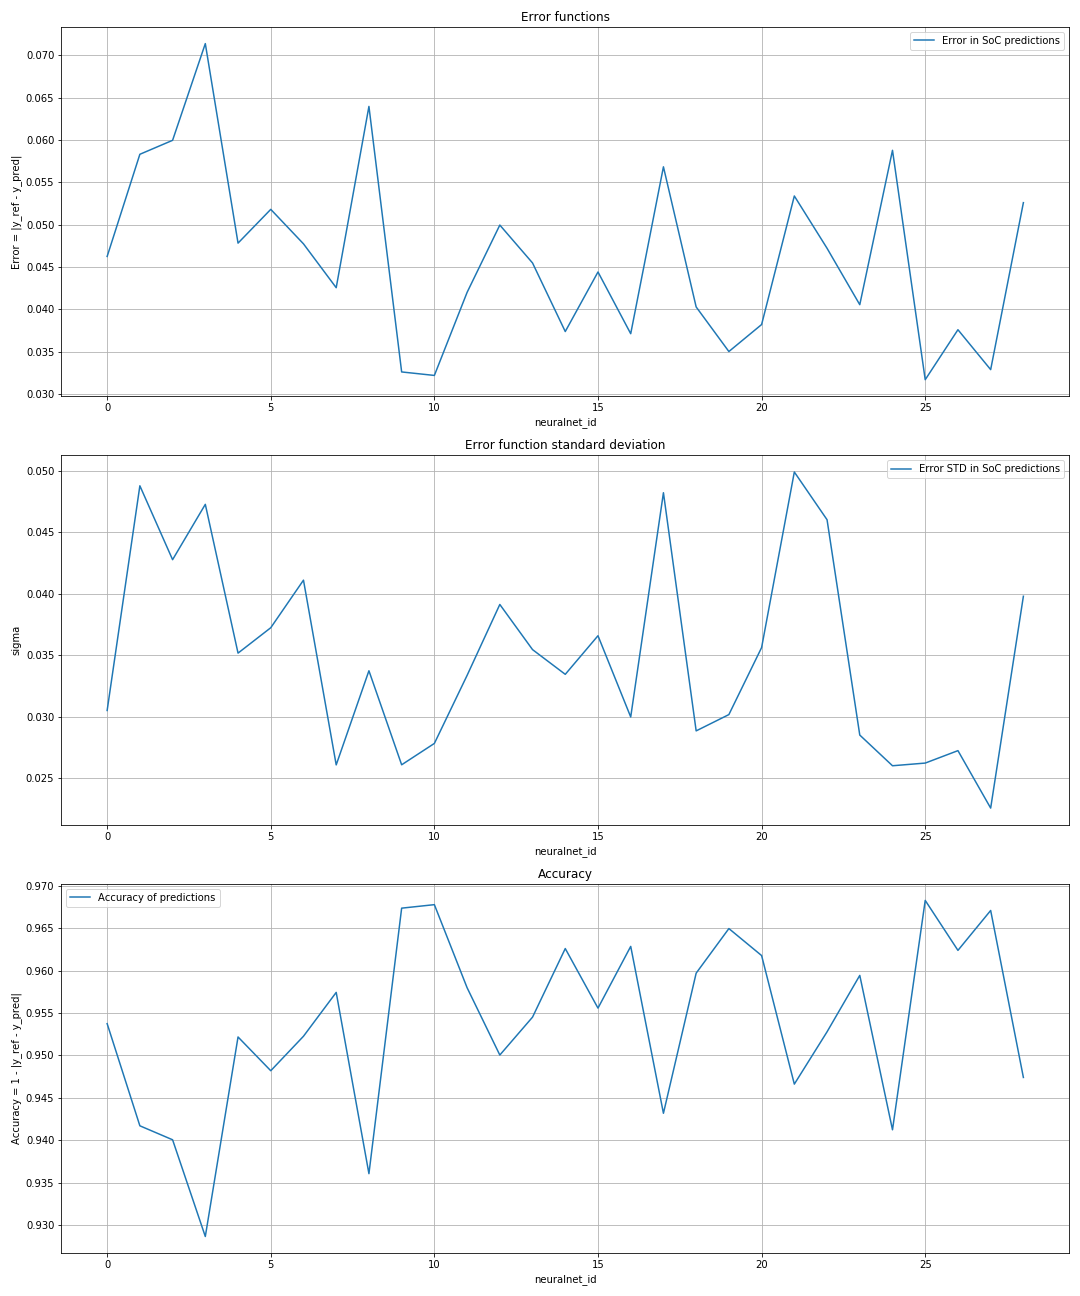 Error functions
Error in SoC predictions
0.070
0.065
0.060
0.055
0.050
0.045
0.040
0.035
0.030
Error = |y_ref - y_pred|
0 5 10 15 20 25
neuralnet_id
Error function standard deviation
Error STD in SoC predictions
0.050
0.045
0.040
0.035
0.030
0.025
sigma
0 5 10 15 20 25
neuralnet_id
Accuracy
Accuracy of predictions
0.970
0.965
0.960
0.955
0.950
0.945
0.940
0.935
0.930
Accuracy = 1 - |y_ref - y_pred|
0 5 10 15 20 25
neuralnet_id